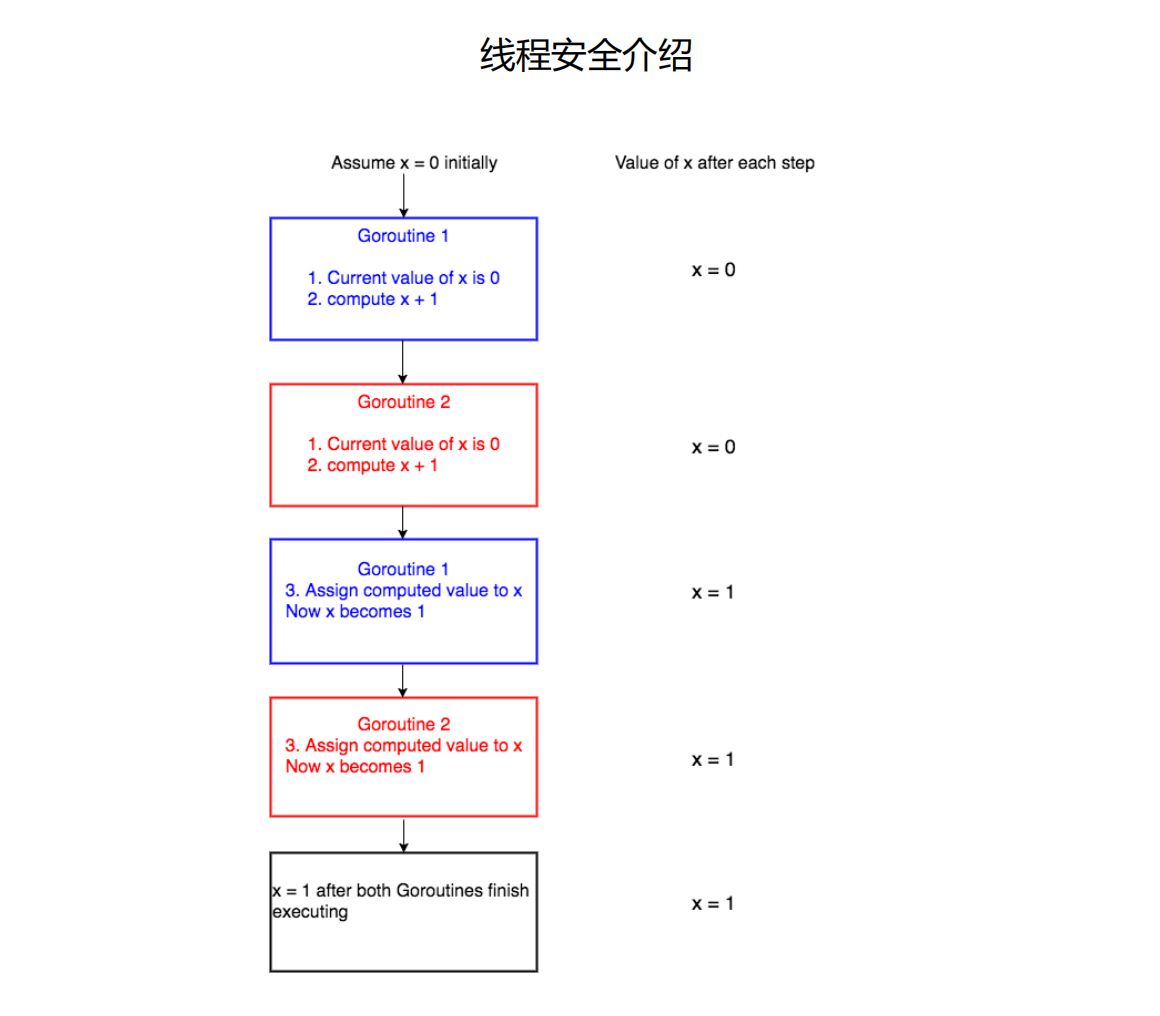 线程安全介绍
Assume x = 0 initially
Value of x after each step
Goroutine 1
1. Current value of x is 0
2. compute x + 1
x = 0
Goroutine 2
1. Current value of x is 0
2. compute x + 1
x = 0
Goroutine 1
3. Assign computed value to x
Now x becomes 1
x = 1
Goroutine 2
3. Assign computed value to x
Now x becomes 1
x = 1
x = 1 after both Goroutines finish
executing
x = 1